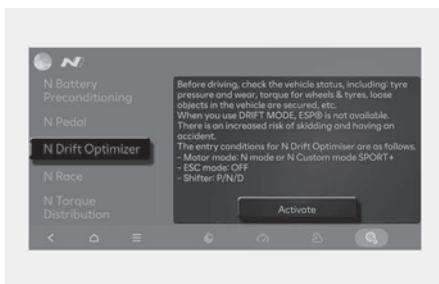 N
N Battery
Preconditioning
N Pedal
N Drift Optimizer
N Race
N Torque
Distribution
Before driving, check the vehicle status, including: tyre
pressure and wear, torque for wheels & tyres, loose
objects in the vehicle are secured, etc.
When you use DRIFT MODE, ESP® is not available.
There is an increased risk of skidding and having an
accident.
The entry conditions for N Drift Optimiser are as follows.
- Motor mode: N mode or N Custom mode SPORT+
- ESC mode: OFF
- Shifter: P/N/D
Activate